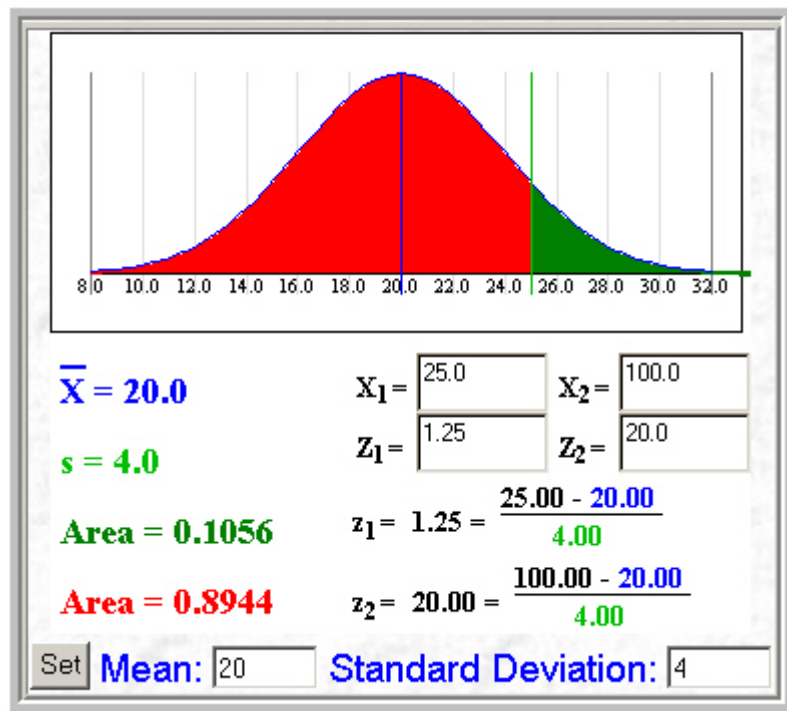 8.0 10.0 12.0 14.0 16.0 18.0 20.0 22.0 24.0 26.0 28.0 30.0 32.0
X = 20.0
X1 = 25.0 X2 = 100.0
Z1 = 1.25 Z2 = 20.0
s = 4.0
Area = 0.1056
z1 = 1.25 = 25.00 - 20.00
4.00
Area = 0.8944
z2 = 20.00 = 100.00 - 20.00
4.00
Set Mean: 20 Standard Deviation: 4